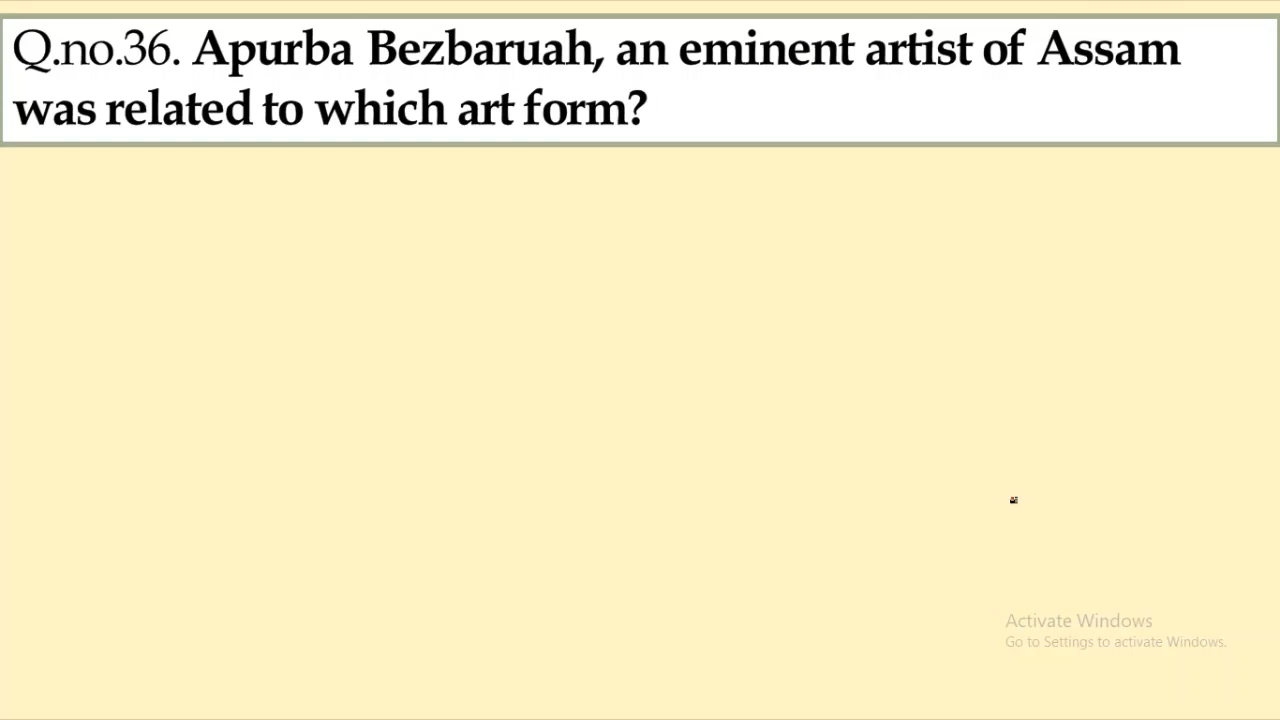 Q.no.36. Apurba Bezbaruah, an eminent artist of Assam
was related to which art form?
Activate Windows
Go to Settings to activate Windows.